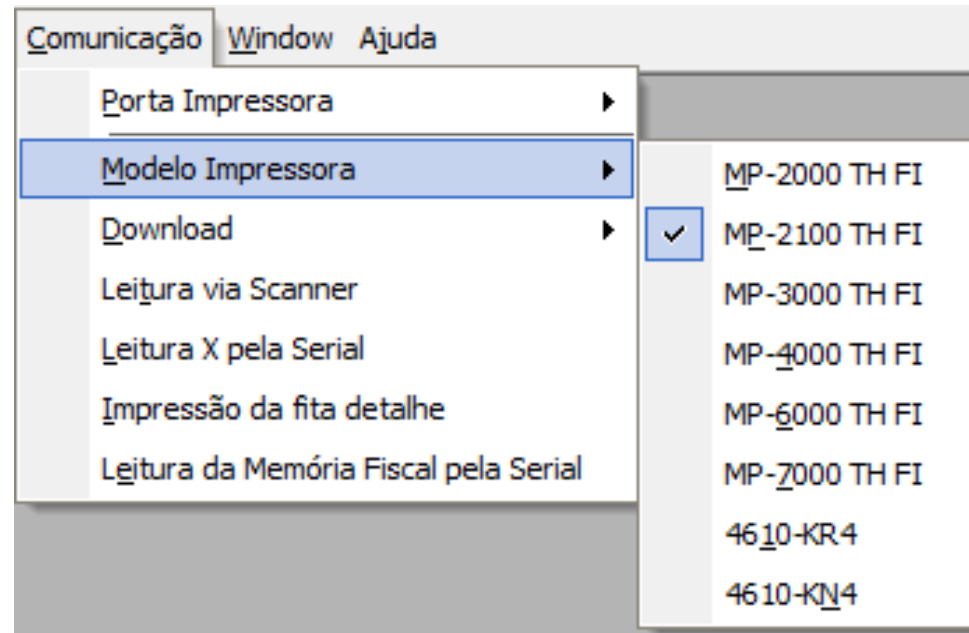 Comunicação Window Ajuda
Porta Impressora
Modelo Impressora
Download
Leitura via Scanner
Leitura X pela Serial
Impressão da fita detalhe
Leitura da Memória Fiscal pela Serial
MP-2000 TH FI
MP-2100 TH FI
MP-3000 TH FI
MP-4000 TH FI
MP-6000 TH FI
MP-7000 TH FI
4610-KR4
4610-KN4